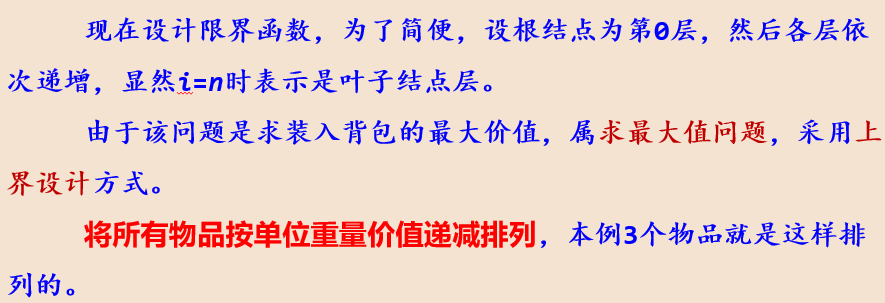 现在设计限界函数，为了简便，设根结点为第0层，然后各层依
次递增，显然i=n时表示是叶子结点层。
由于该问题是求装入背包的最大价值，属求最大值问题，采用上
界设计方式。
将所有物品按单位重量价值递减排列，本例3个物品就是这样排
列的。